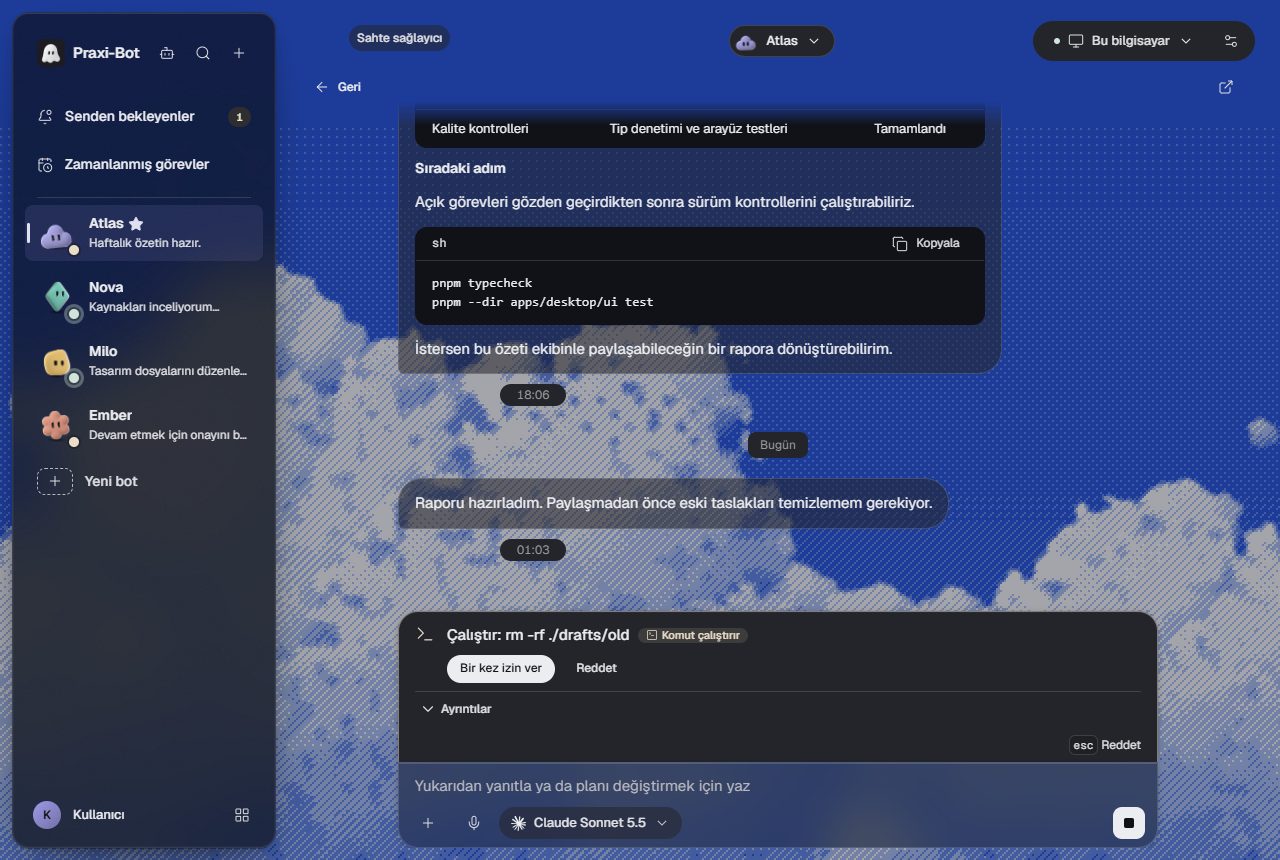 Praxi-Bot
Senden bekleyenler
1
Zamanlanmış görevler
Atlas
Haftalık özetin hazır.
Nova
Kaynakları inceliyorum...
Milo
Tasarım dosyalarını düzenle...
Ember
Devam etmek için onayını b...
Yeni bot
K
Kullanıcı
Sahte sağlayıcı
Atlas
Bu bilgisayar
Geri
Kalite kontrolleri Tip denetimi ve arayüz testleri Tamamlandı
Sıradaki adım
Açık görevleri gözden geçirdikten sonra sürüm kontrollerini çalıştırabiliriz.
sh Kopyala
pnpm typecheck
pnpm --dir apps/desktop/ui test
İstersen bu özeti ekibinle paylaşabileceğin bir rapora dönüştürebilirim.
18:06
Bugün
Raporu hazırladım. Paylaşmadan önce eski taslakları temizlemem gerekiyor.
01:03
Çalıştır: rm -rf ./drafts/old Komut çalıştırır
Bir kez izin ver Reddet
Ayrıntılar
esc Reddet
Yukarıdan yanıtla ya da planı değiştirmek için yaz
Claude Sonnet 5.5